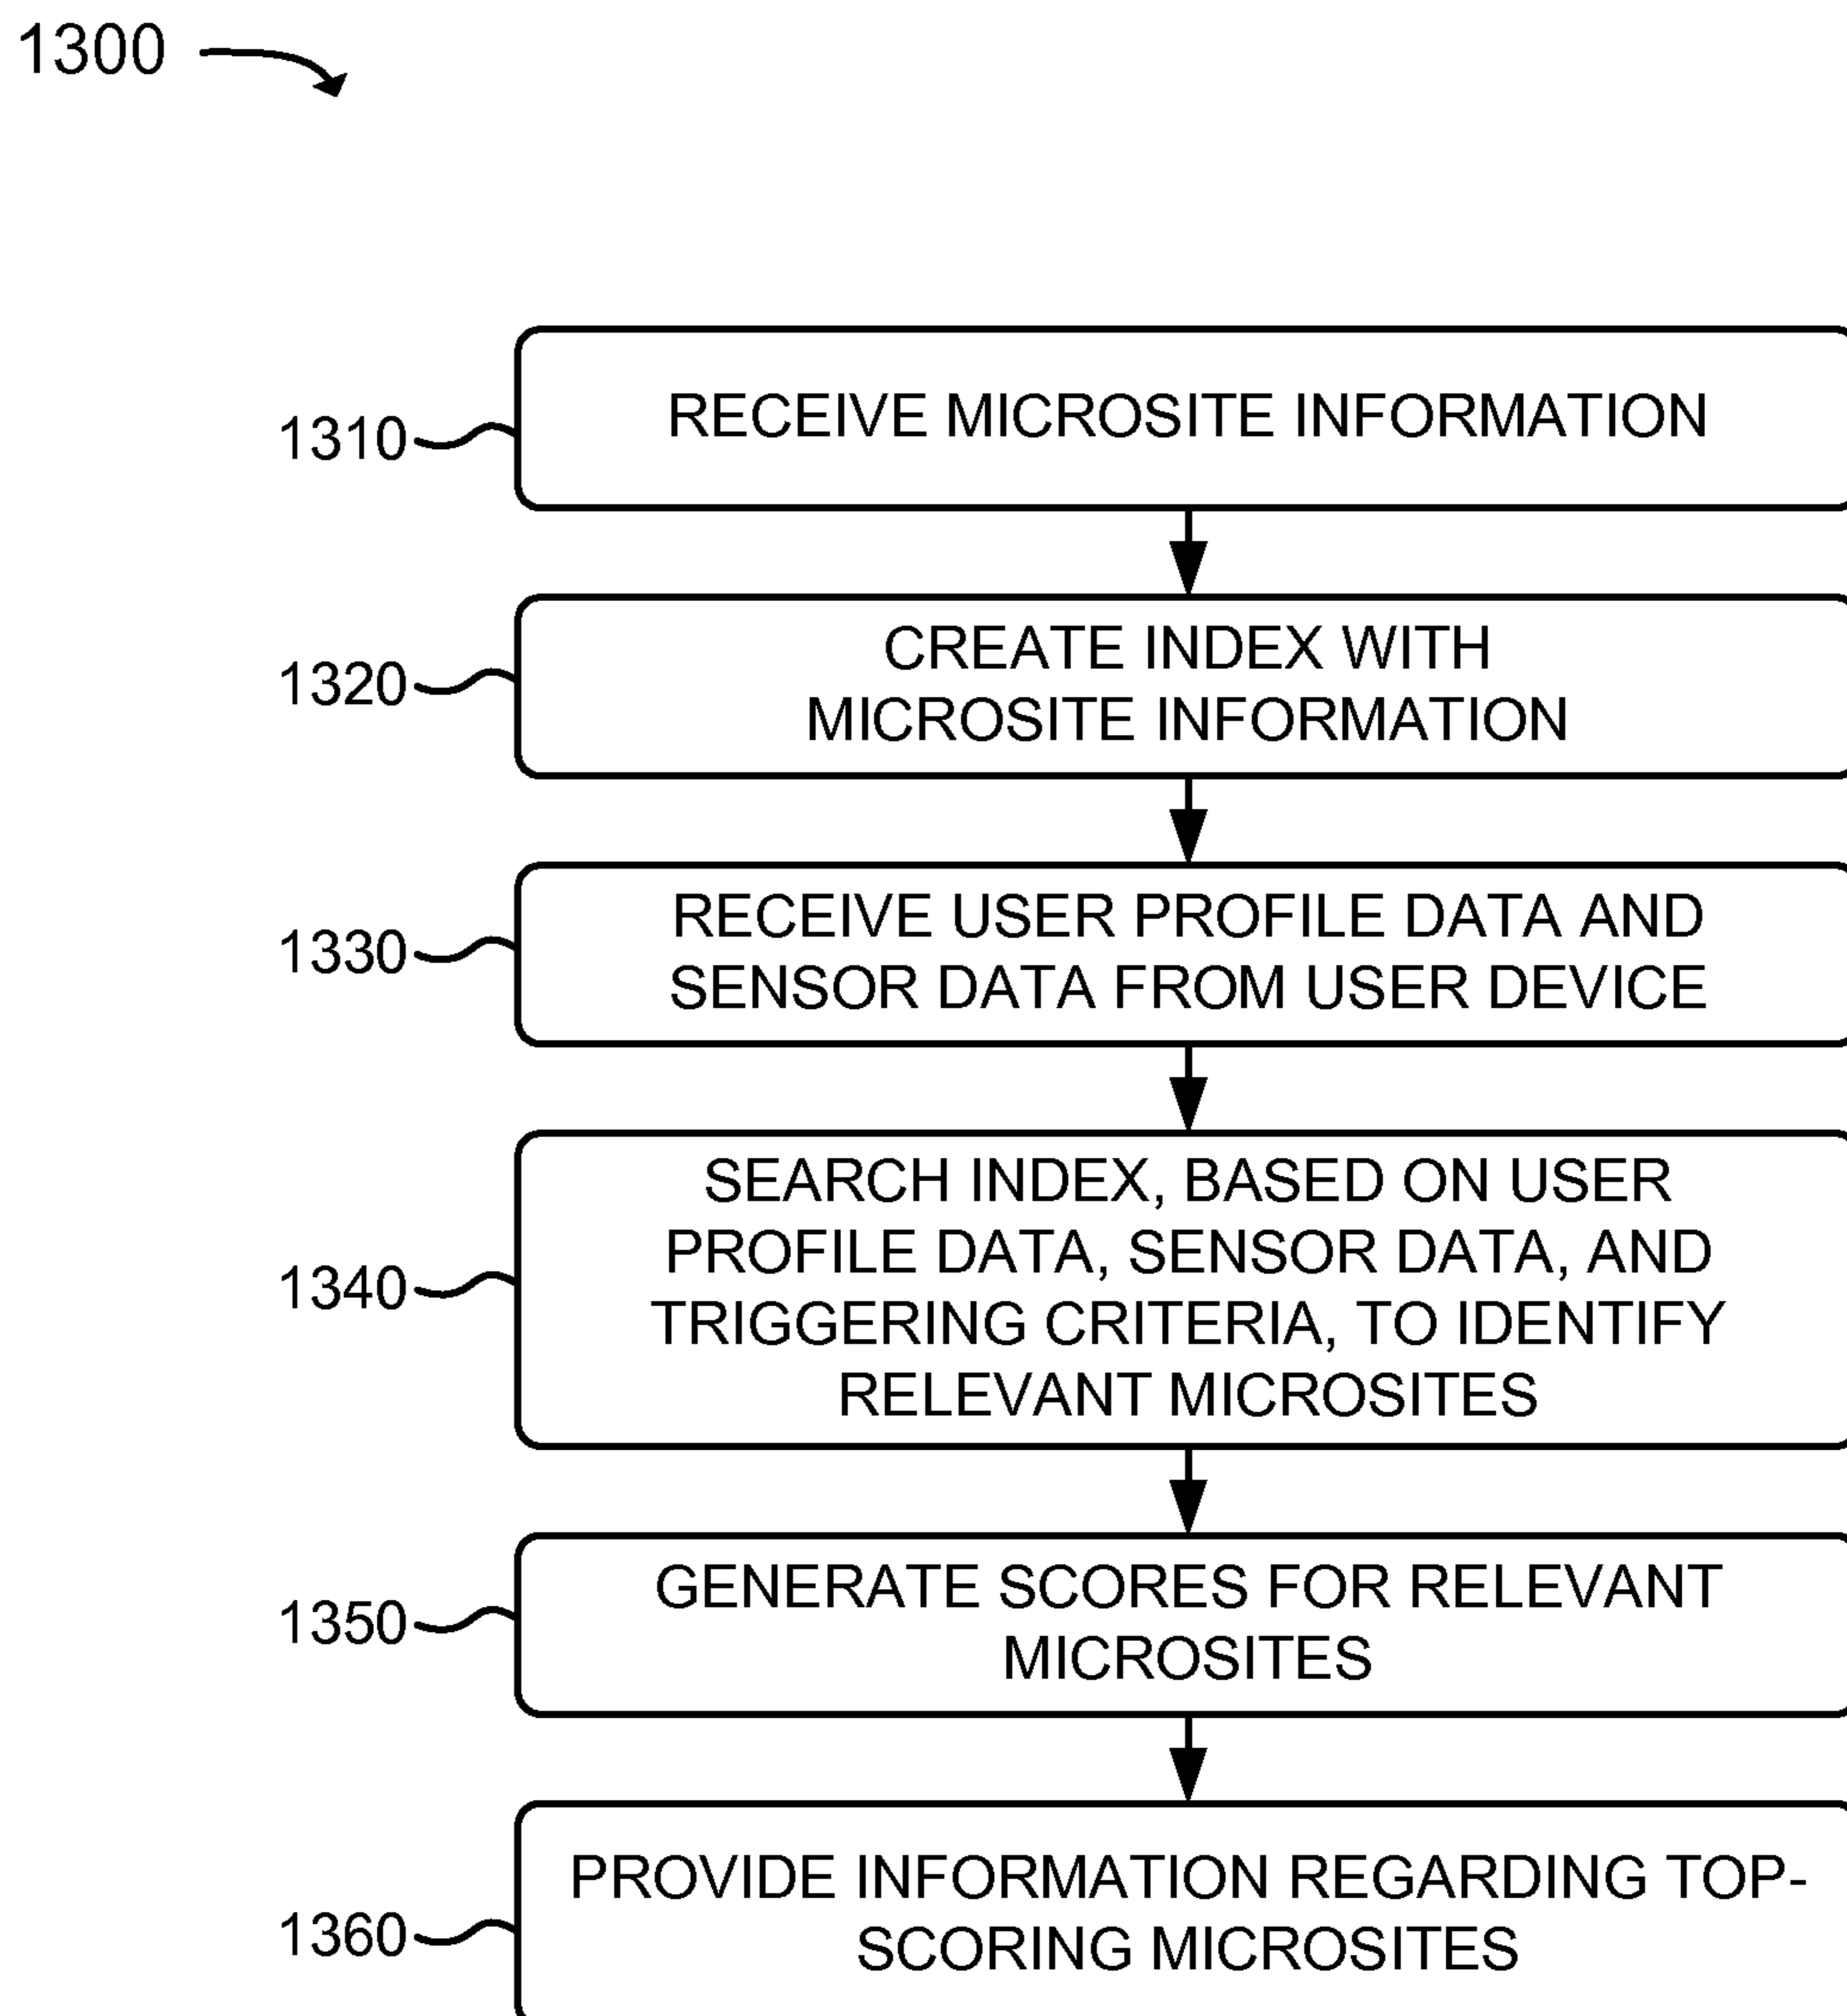 1300
1310
RECEIVE MICROSITE INFORMATION
1320
CREATE INDEX WITH
MICROSITE INFORMATION
1330
RECEIVE USER PROFILE DATA AND
SENSOR DATA FROM USER DEVICE
1340
SEARCH INDEX, BASED ON USER
PROFILE DATA, SENSOR DATA, AND
TRIGGERING CRITERIA, TO IDENTIFY
RELEVANT MICROSITES
1350
GENERATE SCORES FOR RELEVANT
MICROSITES
1360
PROVIDE INFORMATION REGARDING TOP-
SCORING MICROSITES